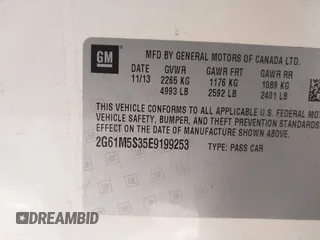 GM
MFD BY GENERAL MOTORS OF CANADA LTD.
DATE GVWR GAWR FRT GAWR RR
11/13 2265 KG 1176 KG 1089 KG
4993 LB 2592 LB 2401 LB
THIS VEHICLE CONFORMS TO ALL APPLICABLE U.S. FEDERAL MOTOR
VEHICLE SAFETY, BUMPER, AND THEFT PREVENTION STANDARDS
EFFECT ON THE DATE OF MANUFACTURE SHOWN ABOVE.
2G61M5S35E9199253 TYPE: PASS CAR
DREAMBID